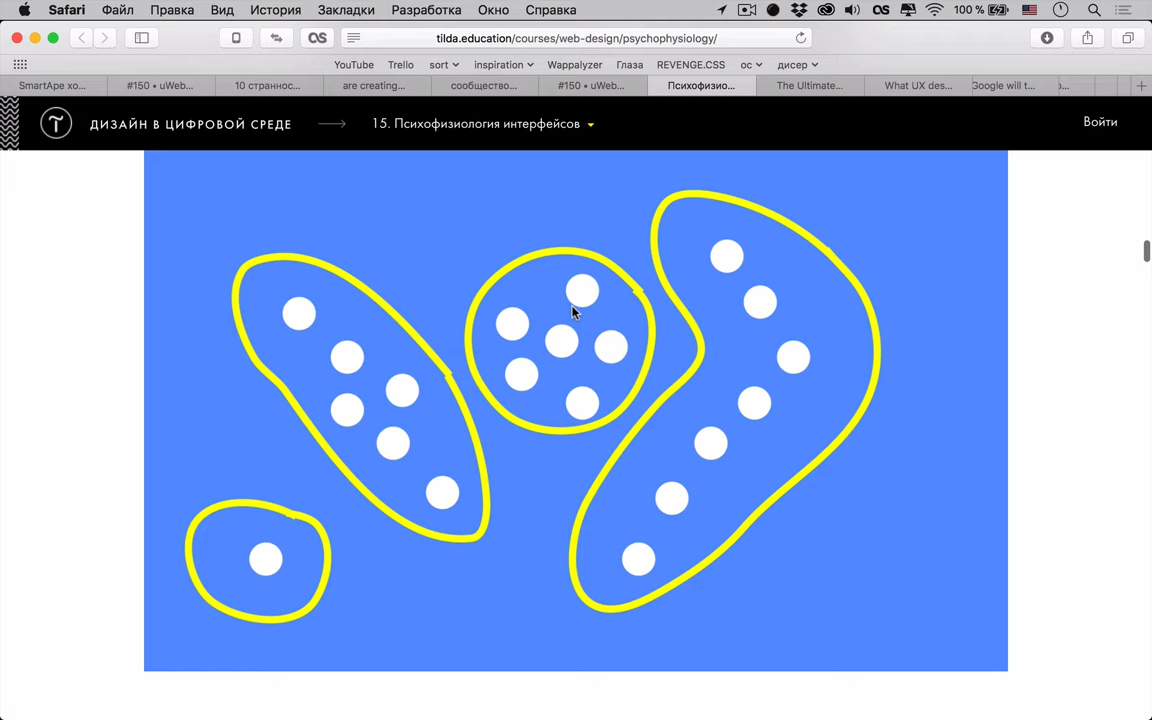 Safari Файл Правка Вид История Закладки Разработка Окно Справка 100 %
tilda.education/courses/web-design/psychophysiology/
YouTube Trello sort inspiration Wappalyzer Глаза REVENGE.CSS ос дисер
SmartApe хо... #150 • uWeb... 10 страннос... are creating... сообщество... #150 • uWeb... Психофизио... The Ultimate... What UX des... Google will t...
ДИЗАЙН В ЦИФРОВОЙ СРЕДЕ 15. Психофизиология интерфейсов Войти